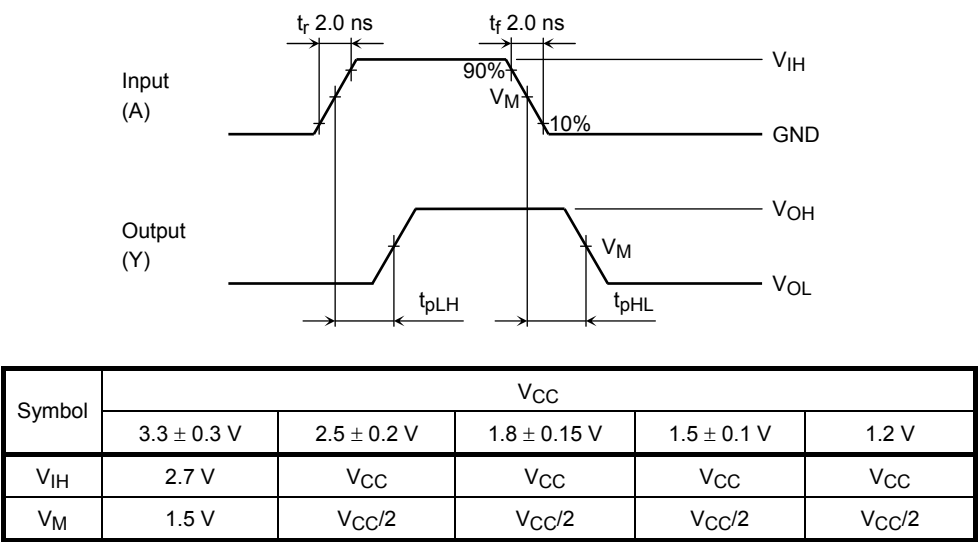 tr 2.0 ns tf 2.0 ns
Input
(A)
90%
VM
10%
VIH
GND
Output
(Y)
VM
VOH
VOL
tpLH tpHL
Symbol VCC
3.3 ± 0.3 V 2.5 ± 0.2 V 1.8 ± 0.15 V 1.5 ± 0.1 V 1.2 V
VIH 2.7 V VCC VCC VCC VCC
VM 1.5 V VCC/2 VCC/2 VCC/2 VCC/2